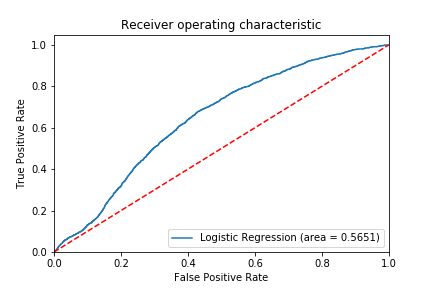 Receiver operating characteristic
1.0
0.8
0.6
0.4
0.2
0.0
True Positive Rate
Logistic Regression (area = 0.5651)
0.0 0.2 0.4 0.6 0.8 1.0
False Positive Rate